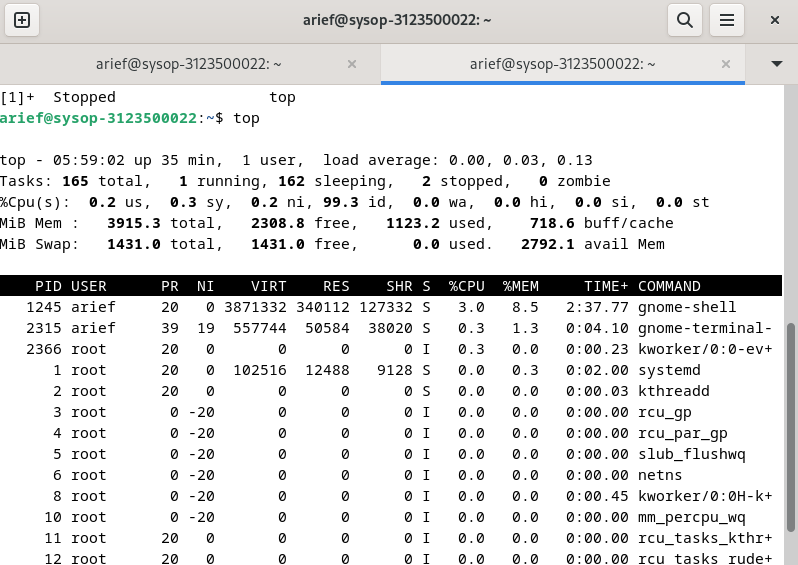 arief@sysop-3123500022: ~
arief@sysop-3123500022: ~ × arief@sysop-3123500022: ~ ×
[1]+  Stopped                 top
arief@sysop-3123500022:~$ top
top - 05:59:02 up 35 min,  1 user,  load average: 0.00, 0.03, 0.13
Tasks: 165 total,   1 running, 162 sleeping,   2 stopped,   0 zombie
%Cpu(s):  0.2 us,  0.3 sy,  0.2 ni, 99.3 id,  0.0 wa,  0.0 hi,  0.0 si,  0.0 st
MiB Mem :   3915.3 total,   2308.8 free,   1123.2 used,    718.6 buff/cache
MiB Swap:   1431.0 total,   1431.0 free,      0.0 used.   2792.1 avail Mem
    PID USER      PR  NI    VIRT    RES    SHR S  %CPU  %MEM     TIME+ COMMAND
   1245 arief     20   0 3871332 340112 127332 S   3.0   8.5   2:37.77 gnome-shell
   2315 arief     39  19  557744  50584  38020 S   0.3   1.3   0:04.10 gnome-terminal-
   2366 root      20   0       0      0      0 I   0.3   0.0   0:00.23 kworker/0:0-ev+
      1 root      20   0  102516  12488   9128 S   0.0   0.3   0:02.00 systemd
      2 root      20   0       0      0      0 S   0.0   0.0   0:00.03 kthreadd
      3 root       0 -20       0      0      0 I   0.0   0.0   0:00.00 rcu_gp
      4 root       0 -20       0      0      0 I   0.0   0.0   0:00.00 rcu_par_gp
      5 root       0 -20       0      0      0 I   0.0   0.0   0:00.00 slub_flushwq
      6 root       0 -20       0      0      0 I   0.0   0.0   0:00.00 netns
      8 root       0 -20       0      0      0 I   0.0   0.0   0:00.45 kworker/0:0H-k+
     10 root       0 -20       0      0      0 I   0.0   0.0   0:00.00 mm_percpu_wq
     11 root      20   0       0      0      0 I   0.0   0.0   0:00.00 rcu_tasks_kthr+
     12 root      20   0       0      0      0 I   0.0   0.0   0:00.00 rcu_tasks_rude+